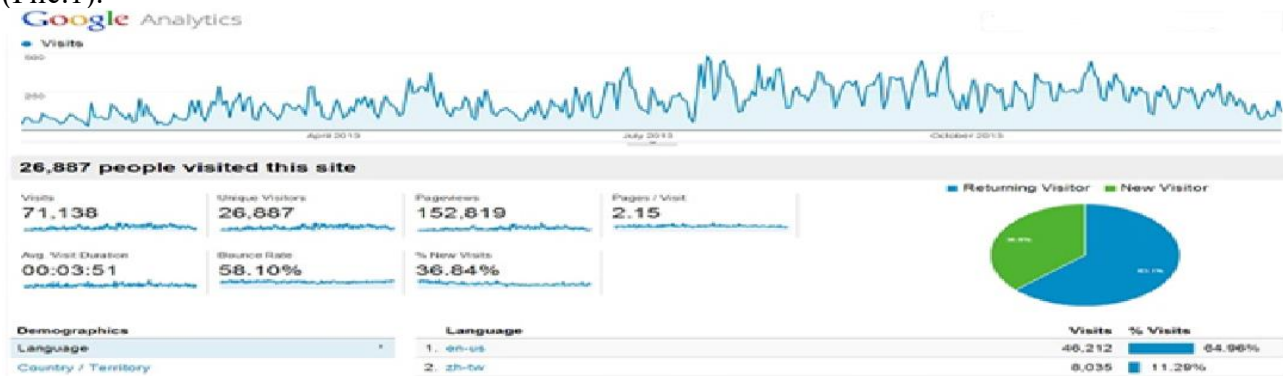 (Рис.1).
Google Analytics
Visits
500
250
April 2013
July 2013
October 2013
26,887 people visited this site
Visits
71,138
Unique Visitors
26,887
Pageviews
152,819
Pages / Visit
2.15
Avg. Visit Duration
00:03:51
Bounce Rate
58.10%
% New Visits
36.84%
Returning Visitor
New Visitor
Demographics
Language
Country / Territory
Language
Visits
% Visits
1. en-us
46,212
64.96%
2. zh-tw
8,035
11.29%